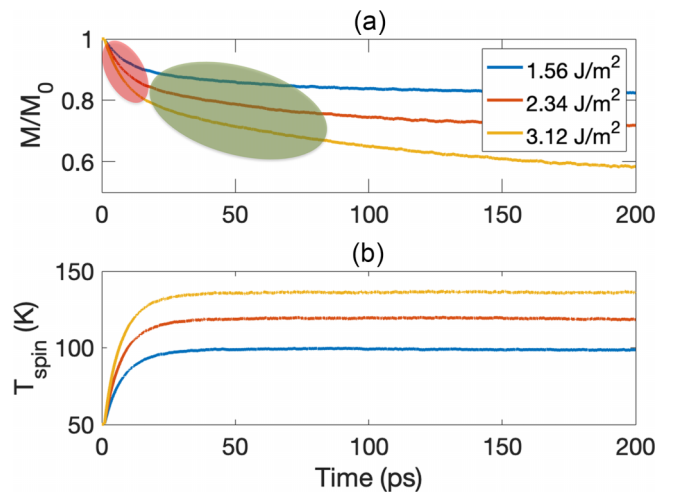 (a)
1
0.8
0.6
M/M₀
1.56 J/m²
2.34 J/m²
3.12 J/m²
0 50 100 150 200
(b)
150
100
50
T_spin (K)
0 50 100 150 200
Time (ps)